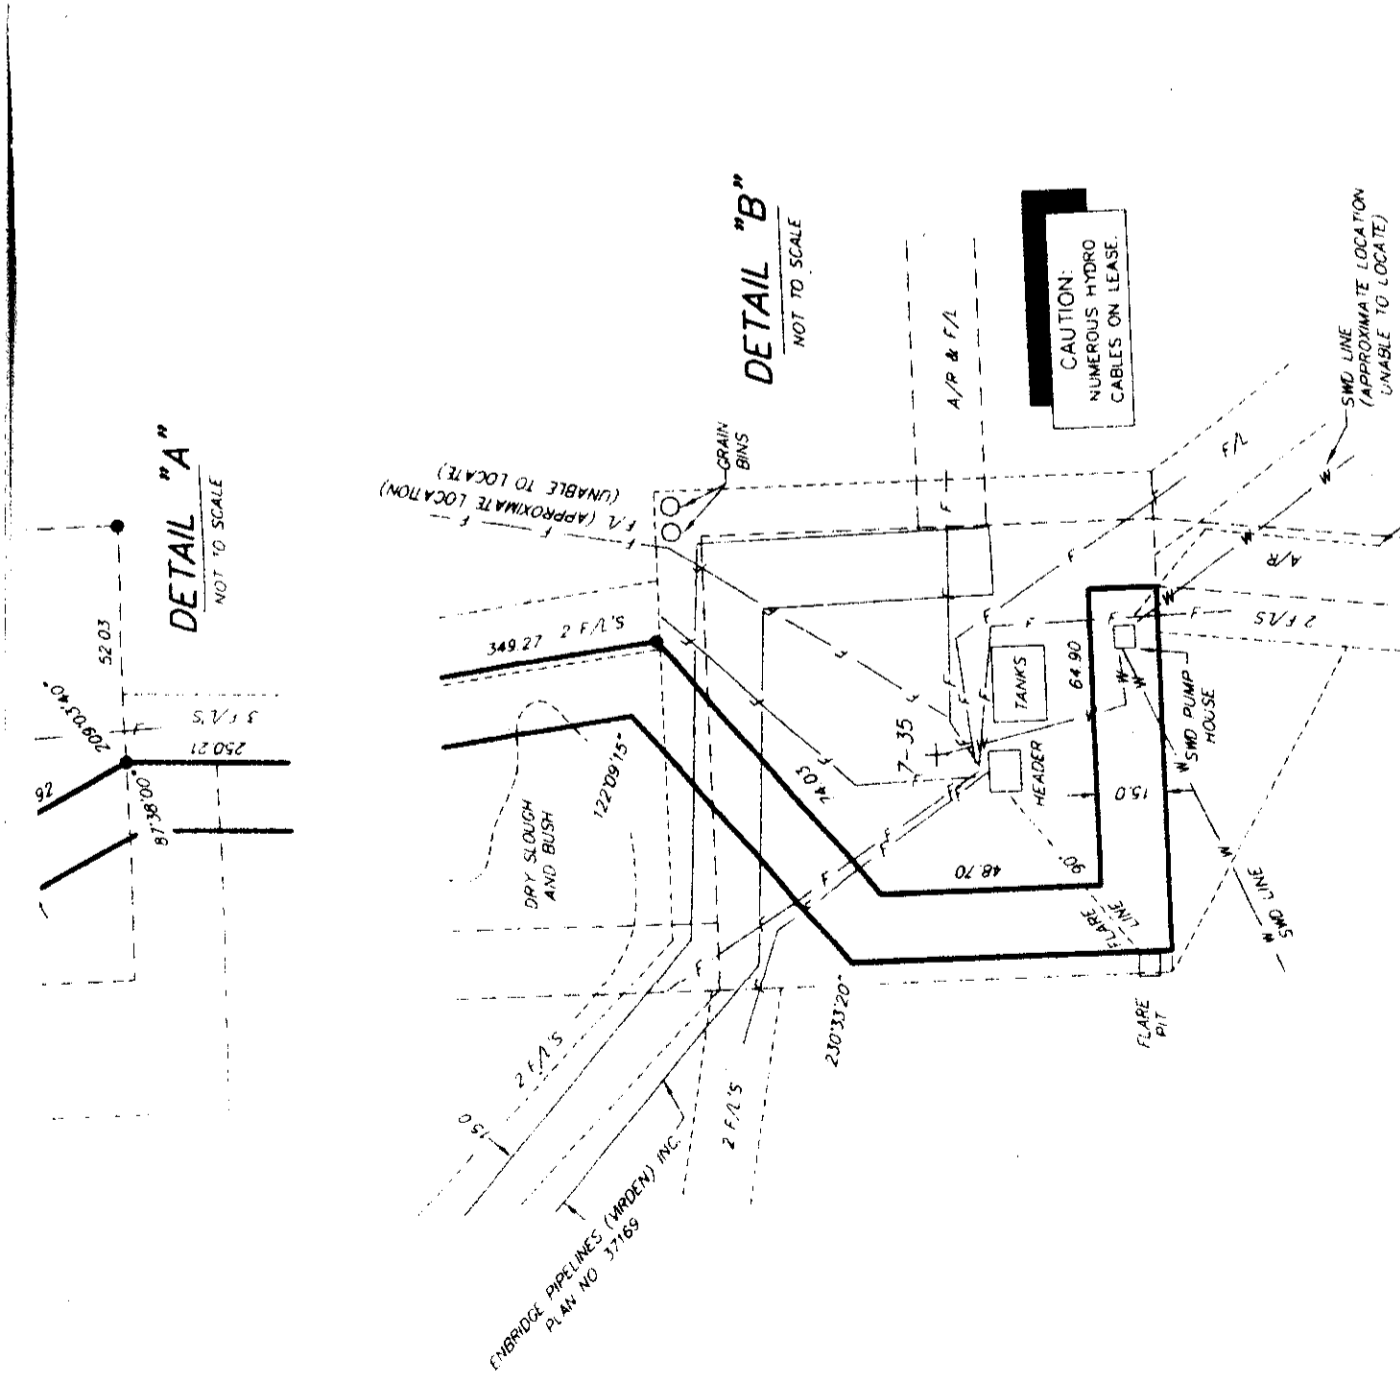 DETAIL "A"
NOT TO SCALE
52.03
209°03'40"
3 F/L'S
250.21
92
87°38'00"
DETAIL "B"
NOT TO SCALE
F/L (APPROXIMATE LOCATION)
(UNABLE TO LOCATE)
GRAIN
BINS
A/R & F/L
CAUTION:
NUMEROUS HYDRO
CABLES ON LEASE.
SWD LINE
(APPROXIMATE LOCATION
UNABLE TO LOCATE)
F/L
A/R
2 F/LS
349.27
2 F/L'S
DRY SLOUGH
AND BUSH
122°09'15"
74.03
7-35
TANKS
HEADER
64.90
SWD PUMP
HOUSE
15.0
48.70
90°
FLARE
LINE
SWD LINE
FLARE
PIT
230°33'20"
2 F/L'S
15.0
2 F/L'S
ENBRIDGE PIPELINES (VIRDEN) INC.
PLAN NO 37169